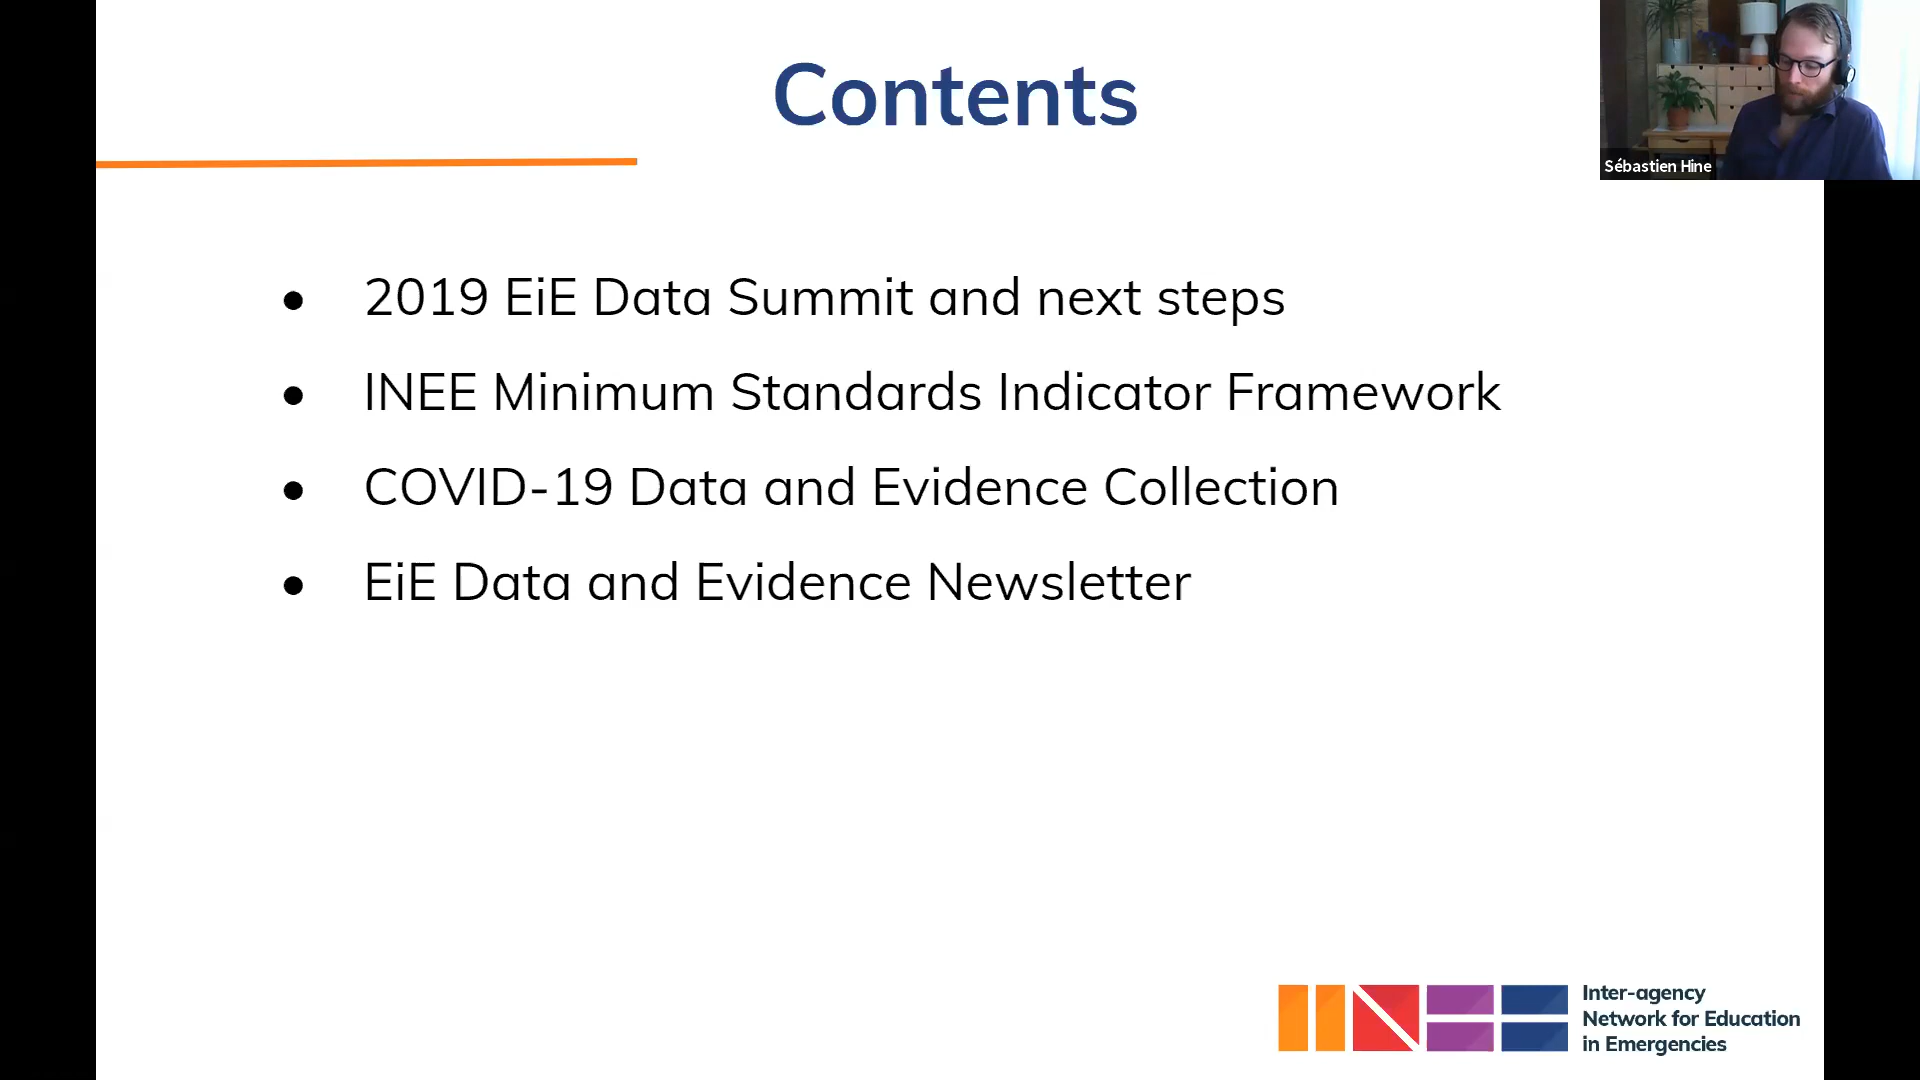 Contents
Sébastien Hine
• 2019 EiE Data Summit and next steps
• INEE Minimum Standards Indicator Framework
• COVID-19 Data and Evidence Collection
• EiE Data and Evidence Newsletter
INEE
Inter-agency
Network for Education
in Emergencies